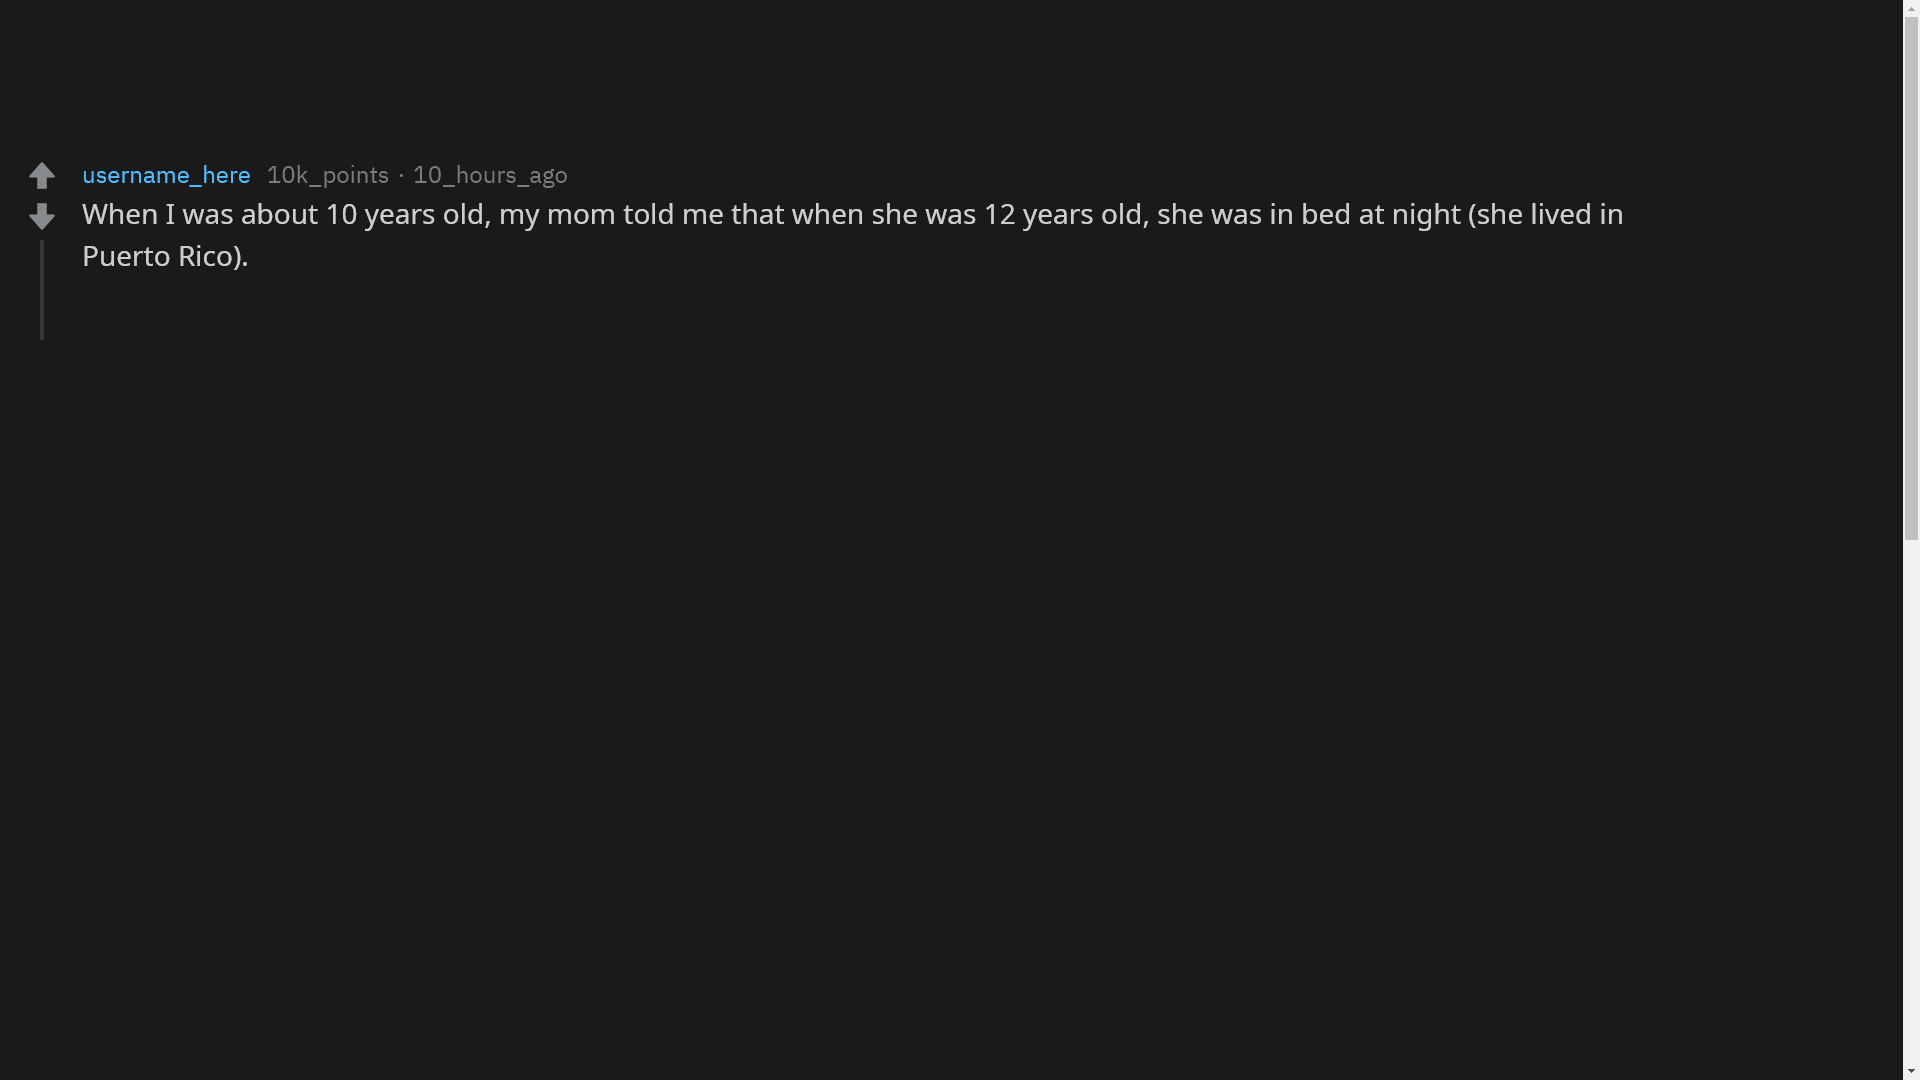 username_here 10k_points · 10_hours_ago
When I was about 10 years old, my mom told me that when she was 12 years old, she was in bed at night (she lived in
Puerto Rico).